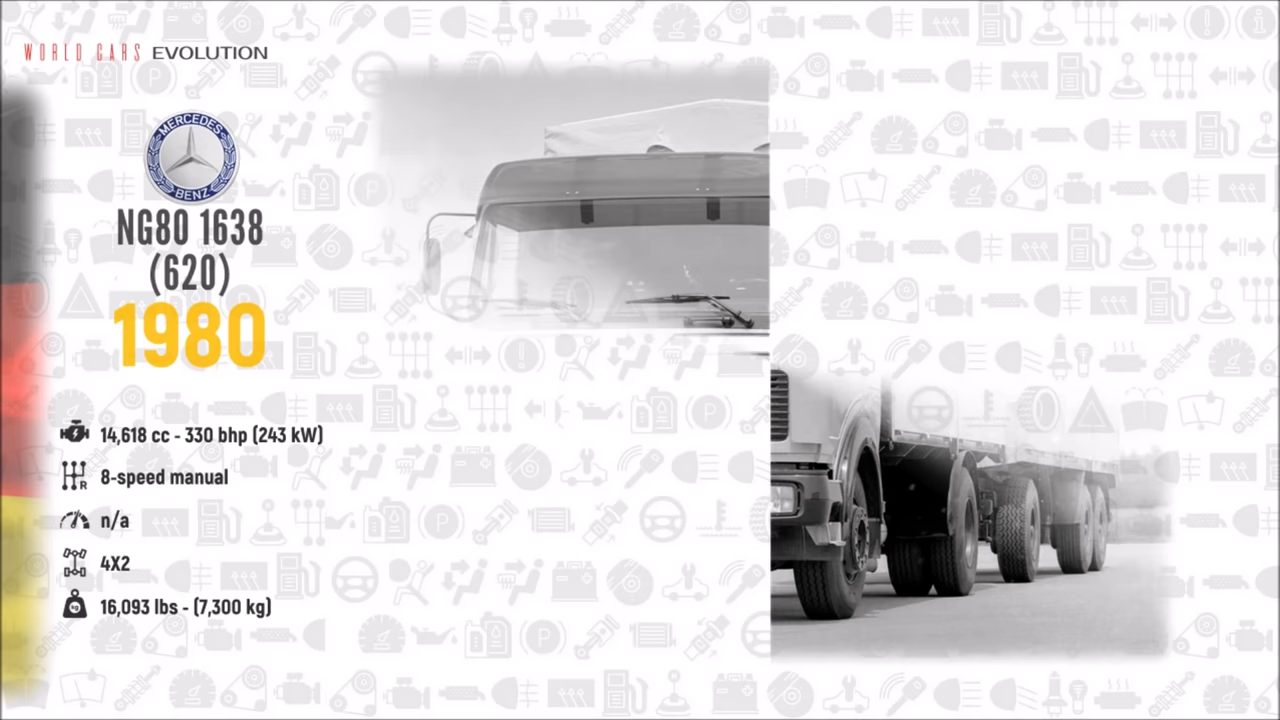 WORLD CARS EVOLUTION
MERCEDES
BENZ
NG80 1638
(620)
1980
14,618 cc - 330 bhp (243 kW)
R
8-speed manual
n/a
4X2
kg
16,093 lbs - (7,300 kg)